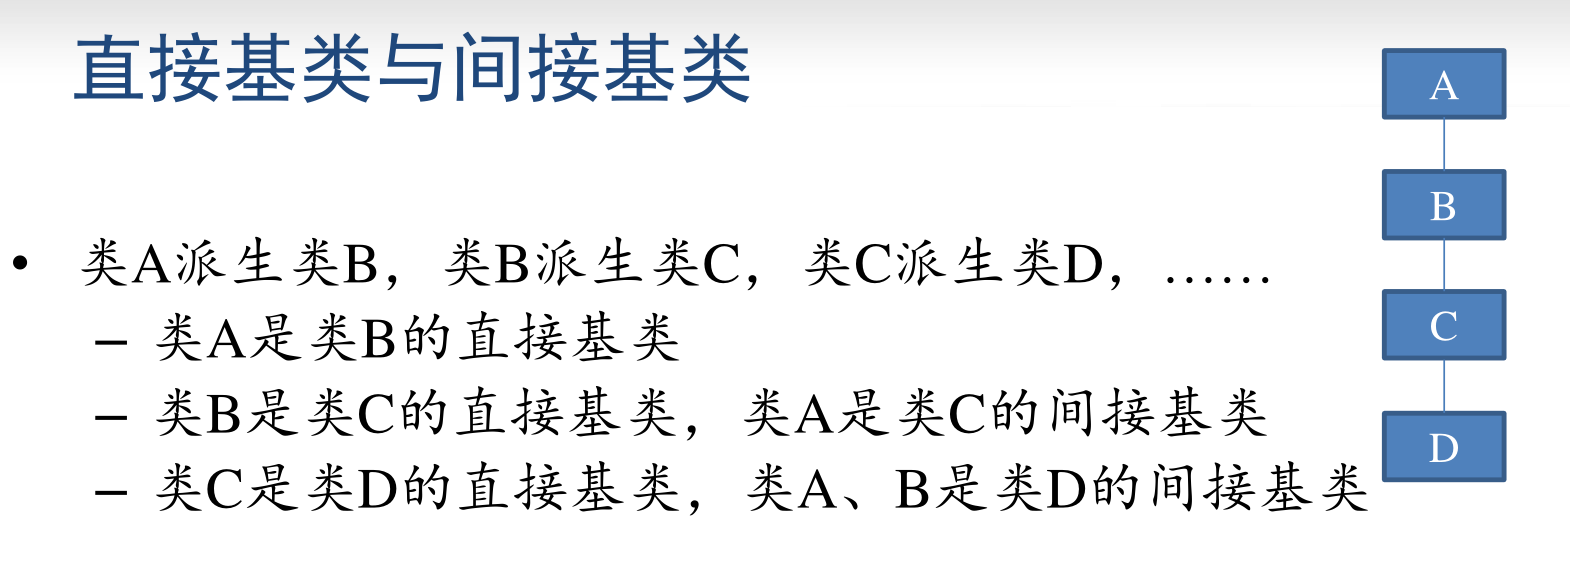 直接基类与间接基类
• 类A派生类B，类B派生类C，类C派生类D，……
– 类A是类B的直接基类
– 类B是类C的直接基类，类A是类C的间接基类
– 类C是类D的直接基类，类A、B是类D的间接基类
A
B
C
D